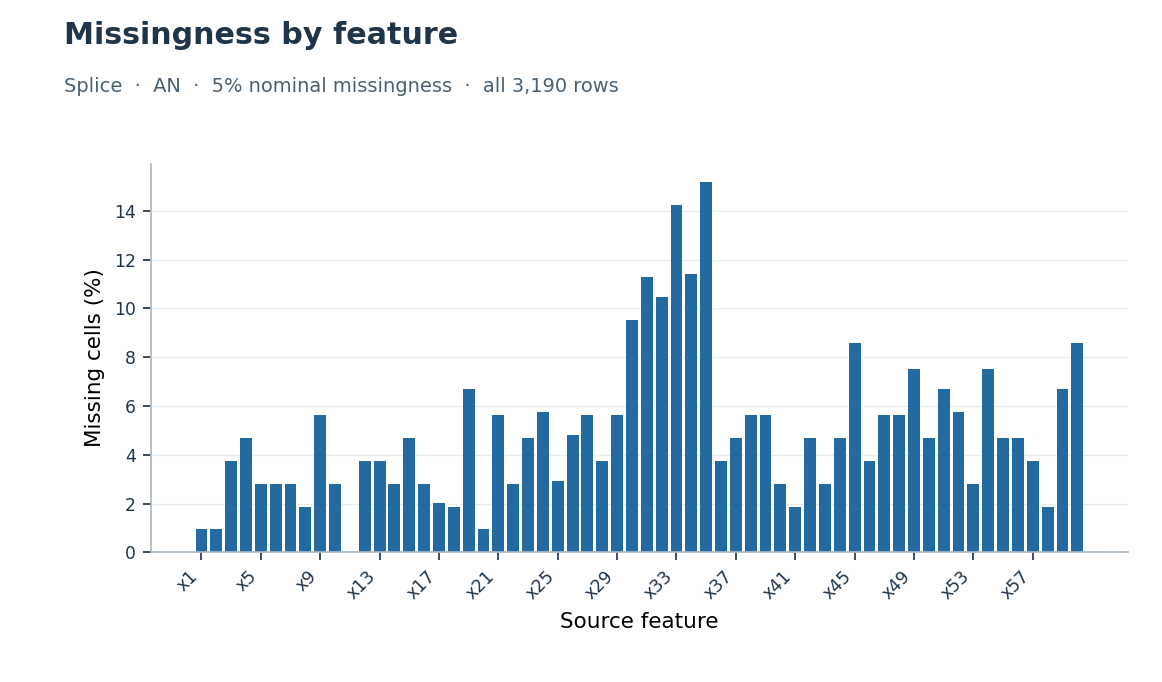 Missingness by feature
Splice · AN · 5% nominal missingness · all 3,190 rows
Missing cells (%)
14
12
10
8
6
4
2
0
x1 x5 x9 x13 x17 x21 x25 x29 x33 x37 x41 x45 x49 x53 x57
Source feature